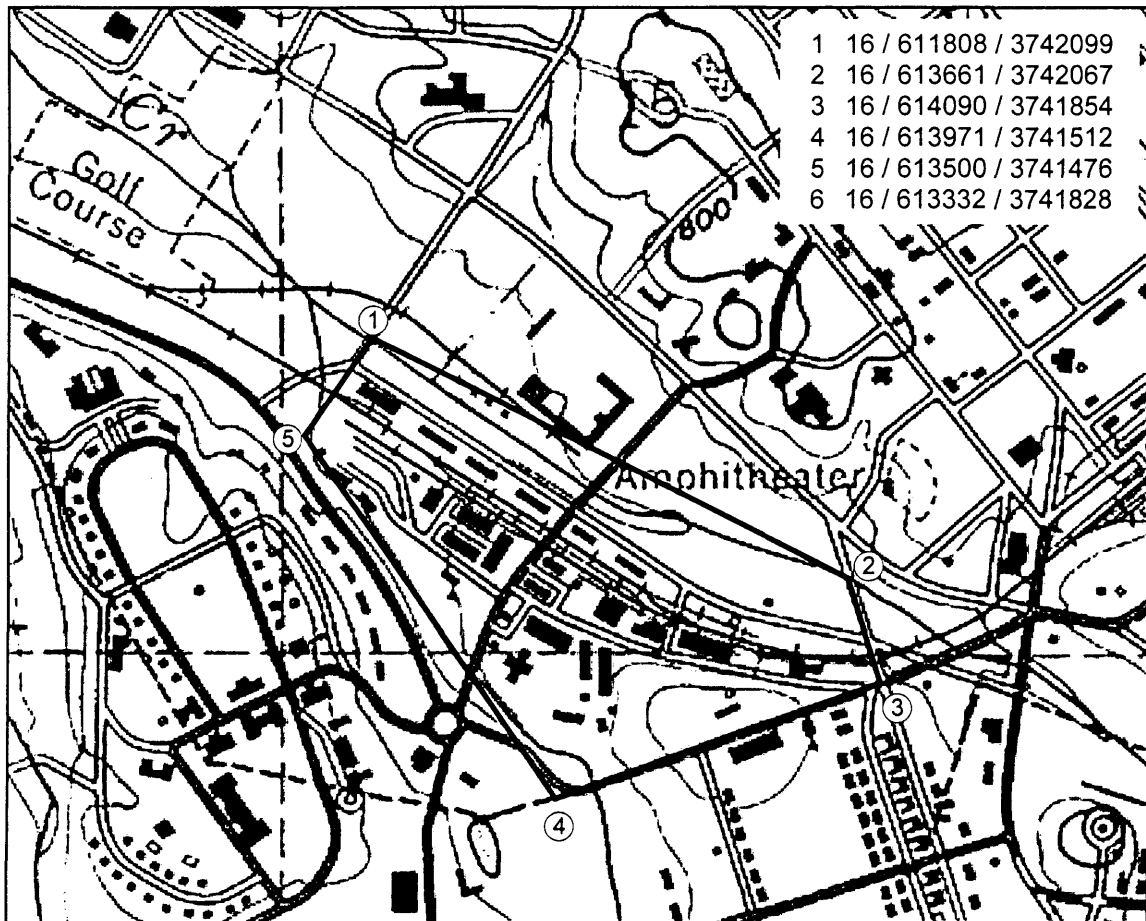 1 16 / 611808 / 3742099
2 16 / 613661 / 3742067
3 16 / 614090 / 3741854
4 16 / 613971 / 3741512
5 16 / 613500 / 3741476
6 16 / 613332 / 3741828
Cr
Golf
Course
800
1
5
Amphitheater
2
3
4